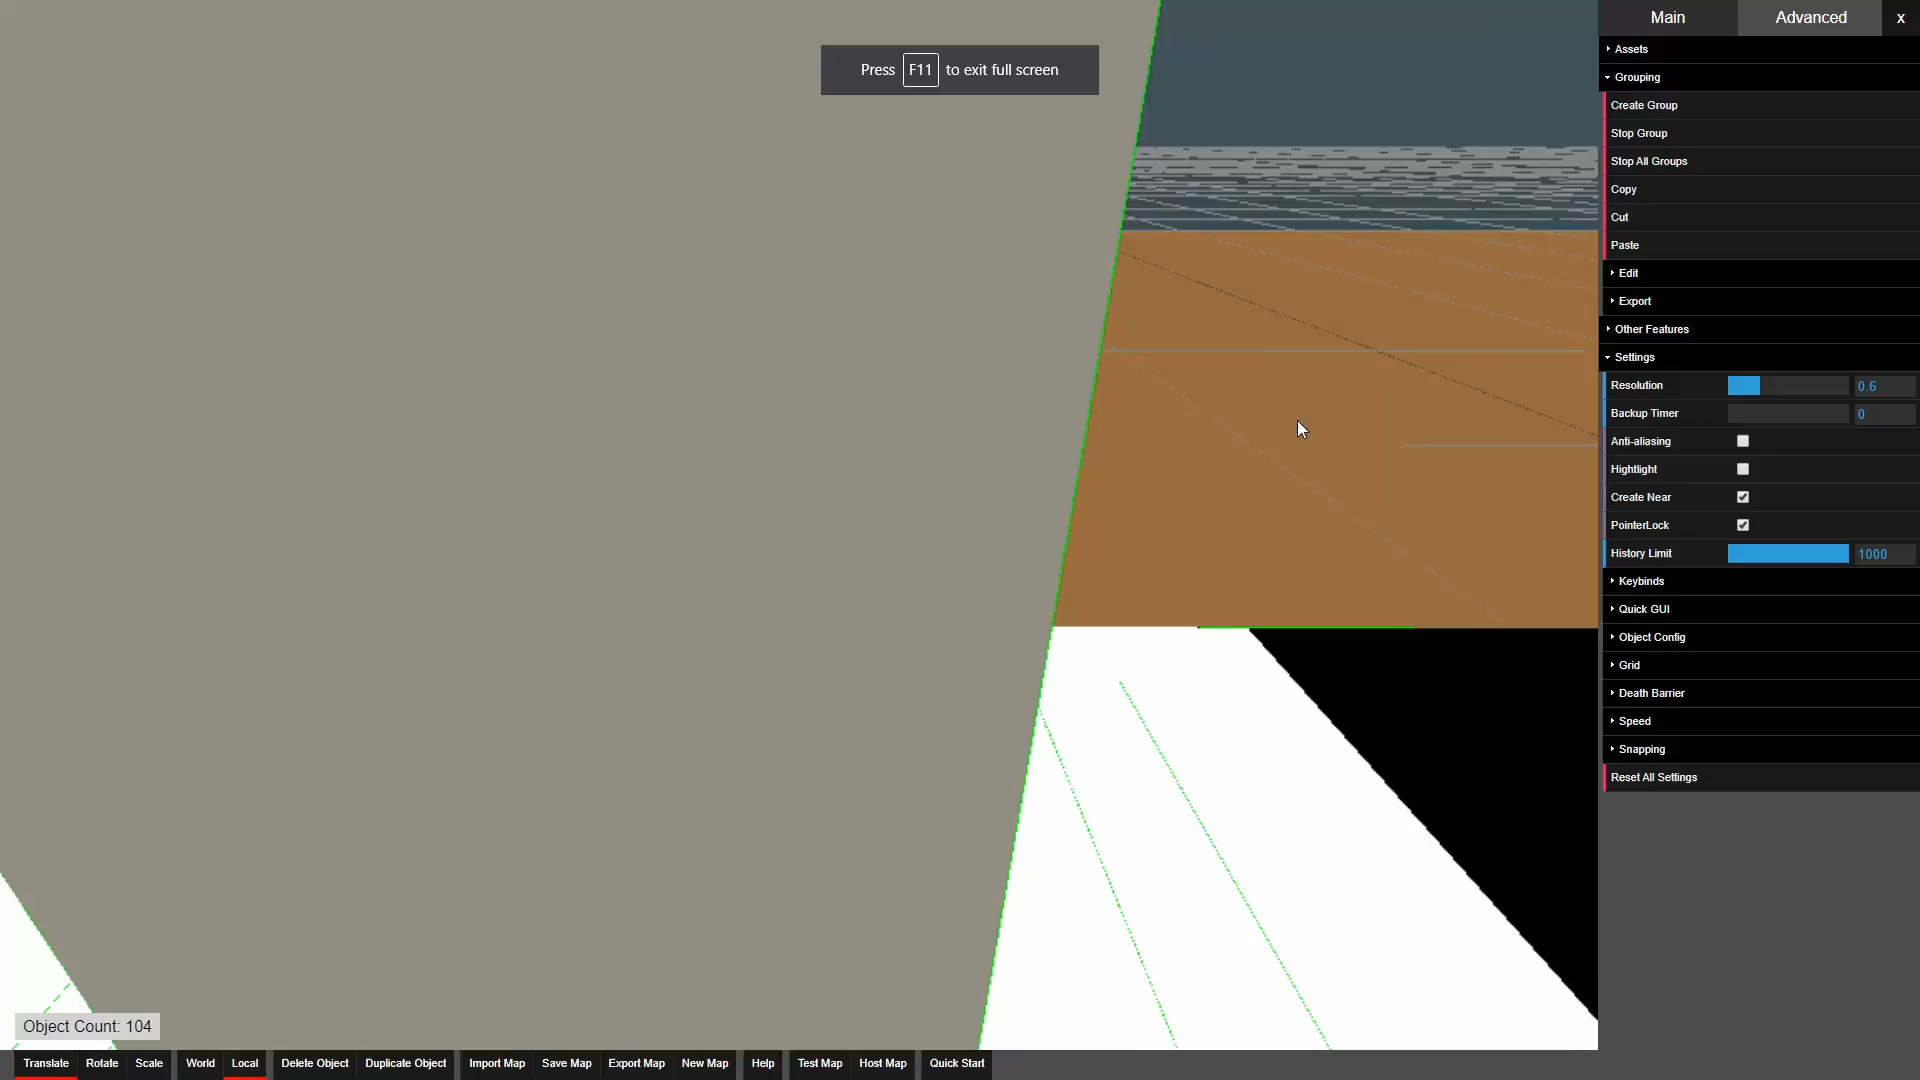 Main Advanced x
Assets
Press F11 to exit full screen
Grouping
Create Group
Stop Group
Stop All Groups
Copy
Cut
Paste
Edit
Export
Other Features
Settings
Resolution 0.6
Backup Timer 0
Anti-aliasing
Hightlight
Create Near
PointerLock
History Limit 1000
Keybinds
Quick GUI
Object Config
Grid
Death Barrier
Speed
Snapping
Reset All Settings
Object Count: 104
Translate Rotate Scale World Local Delete Object Duplicate Object Import Map Save Map Export Map New Map Help Test Map Host Map Quick Start